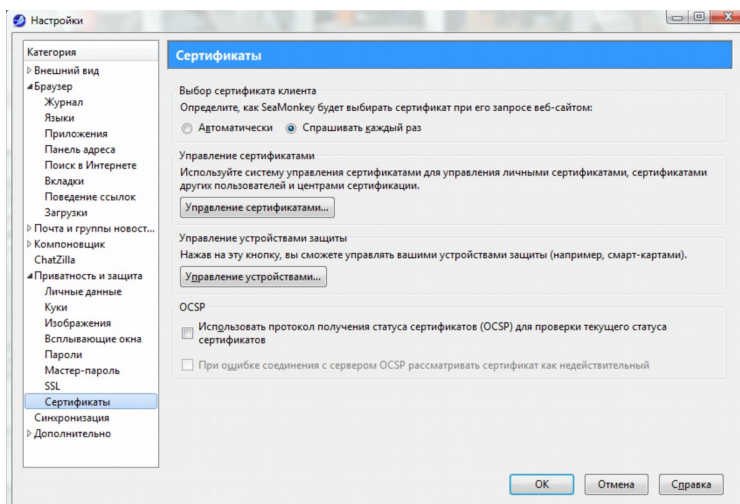 Настройки
Категория
Внешний вид
Браузер
Журнал
Языки
Приложения
Панель адреса
Поиск в Интернете
Вкладки
Поведение ссылок
Загрузки
Почта и группы новост...
Компоновщик
ChatZilla
Приватность и защита
Личные данные
Куки
Изображения
Всплывающие окна
Пароли
Мастер-пароль
SSL
Сертификаты
Синхронизация
Дополнительно
Сертификаты
Выбор сертификата клиента
Определите, как SeaMonkey будет выбирать сертификат при его запросе веб-сайтом:
Автоматически Спрашивать каждый раз
Управление сертификатами
Используйте систему управления сертификатами для управления личными сертификатами, сертификатами
других пользователей и центрами сертификации.
Управление сертификатами...
Управление устройствами защиты
Нажав на эту кнопку, вы сможете управлять вашими устройствами защиты (например, смарт-картами).
Управление устройствами...
OCSP
Использовать протокол получения статуса сертификатов (OCSP) для проверки текущего статуса
сертификатов
При ошибке соединения с сервером OCSP рассматривать сертификат как недействительный
ОК Отмена Справка